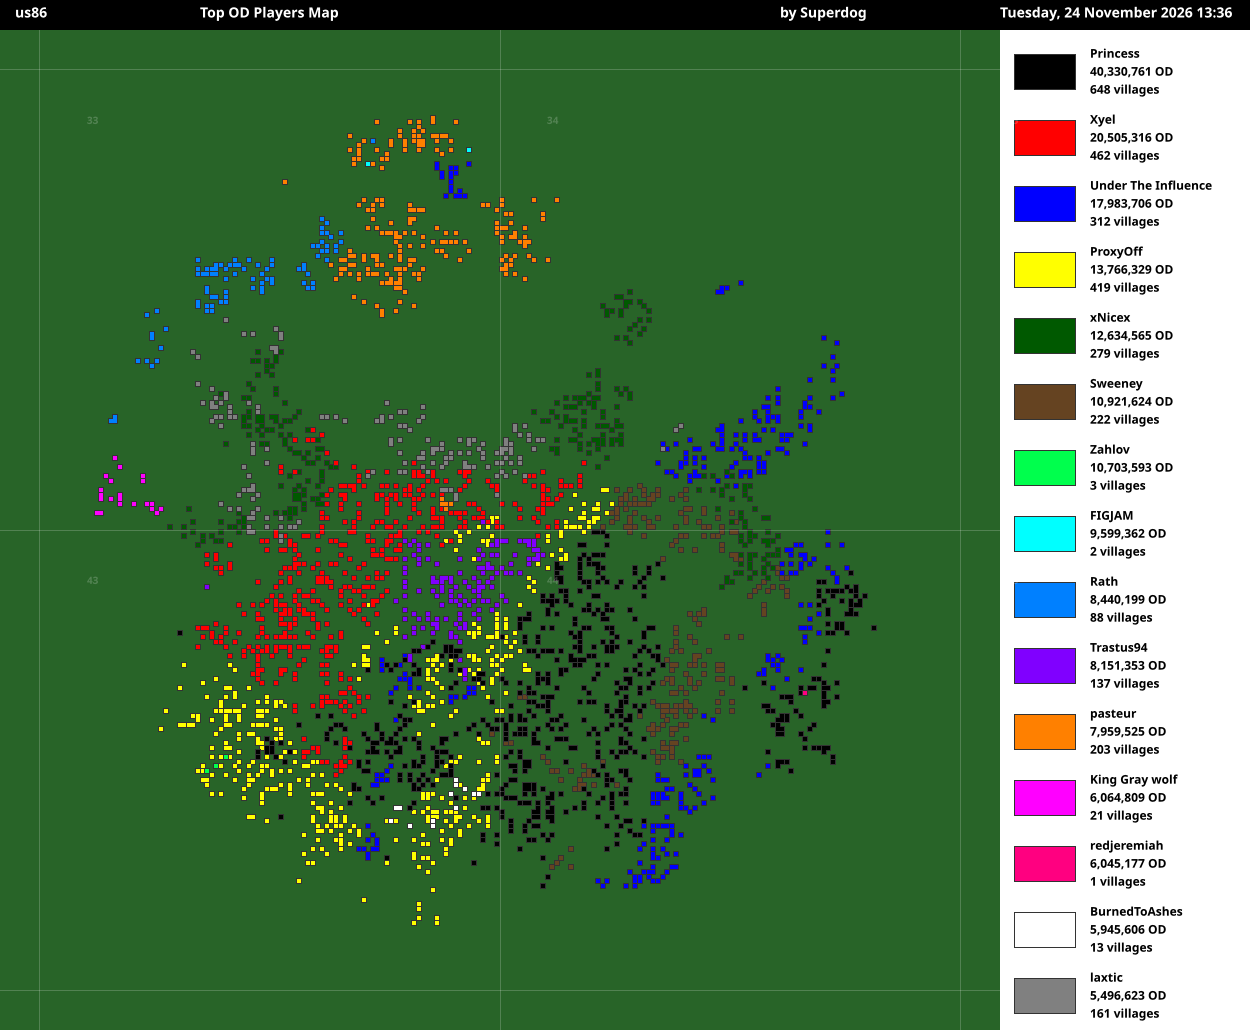 us86 Top OD Players Map by Superdog Tuesday, 24 November 2026 13:36
33
34
43
Princess
40,330,761 OD
648 villages
Xyel
20,505,316 OD
462 villages
Under The Influence
17,983,706 OD
312 villages
ProxyOff
13,766,329 OD
419 villages
xNicex
12,634,565 OD
279 villages
Sweeney
10,921,624 OD
222 villages
Zahlov
10,703,593 OD
3 villages
FIGJAM
9,599,362 OD
2 villages
Rath
8,440,199 OD
88 villages
Trastus94
8,151,353 OD
137 villages
pasteur
7,959,525 OD
203 villages
King Gray wolf
6,064,809 OD
21 villages
redjeremiah
6,045,177 OD
1 villages
BurnedToAshes
5,945,606 OD
13 villages
laxtic
5,496,623 OD
161 villages